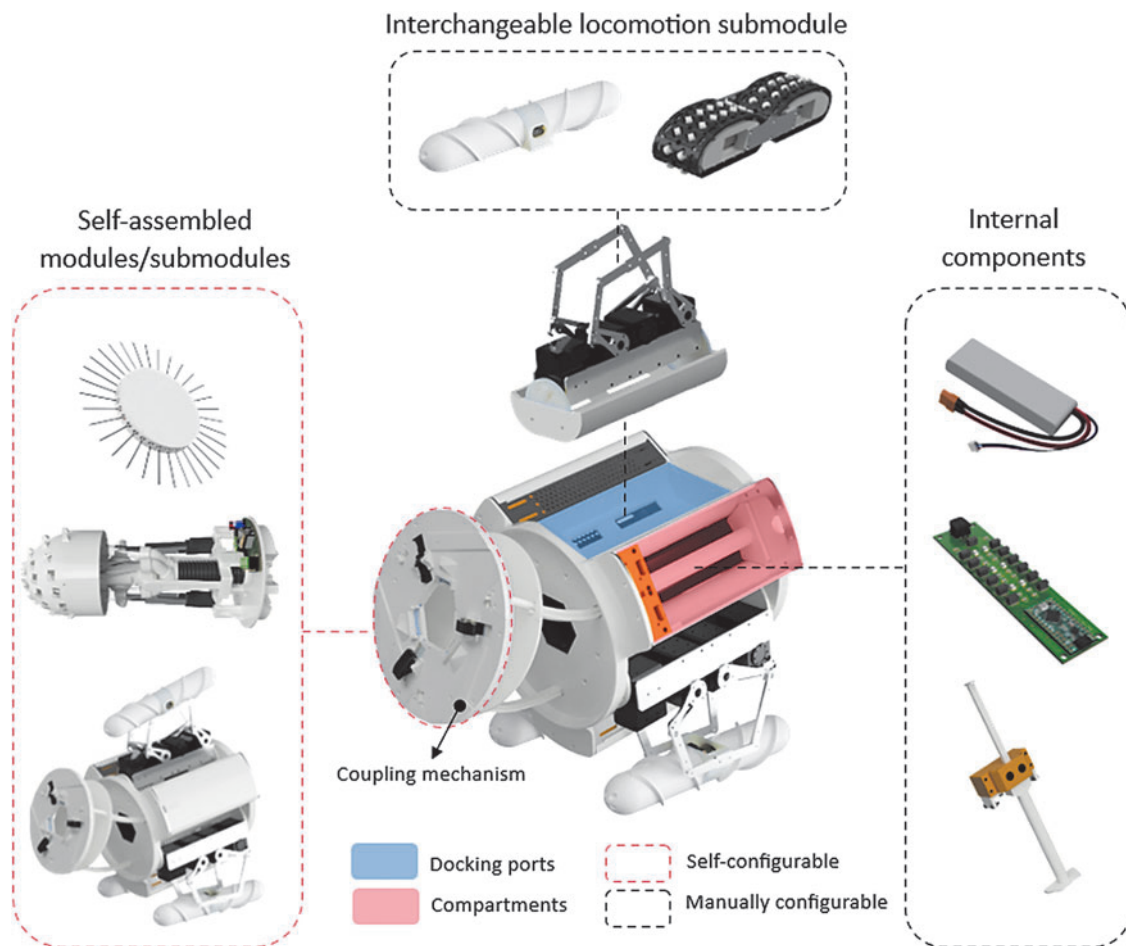 Interchangeable locomotion submodule
Self-assembled
modules/submodules
Internal
components
Coupling mechanism
Docking ports
Compartments
Self-configurable
Manually configurable